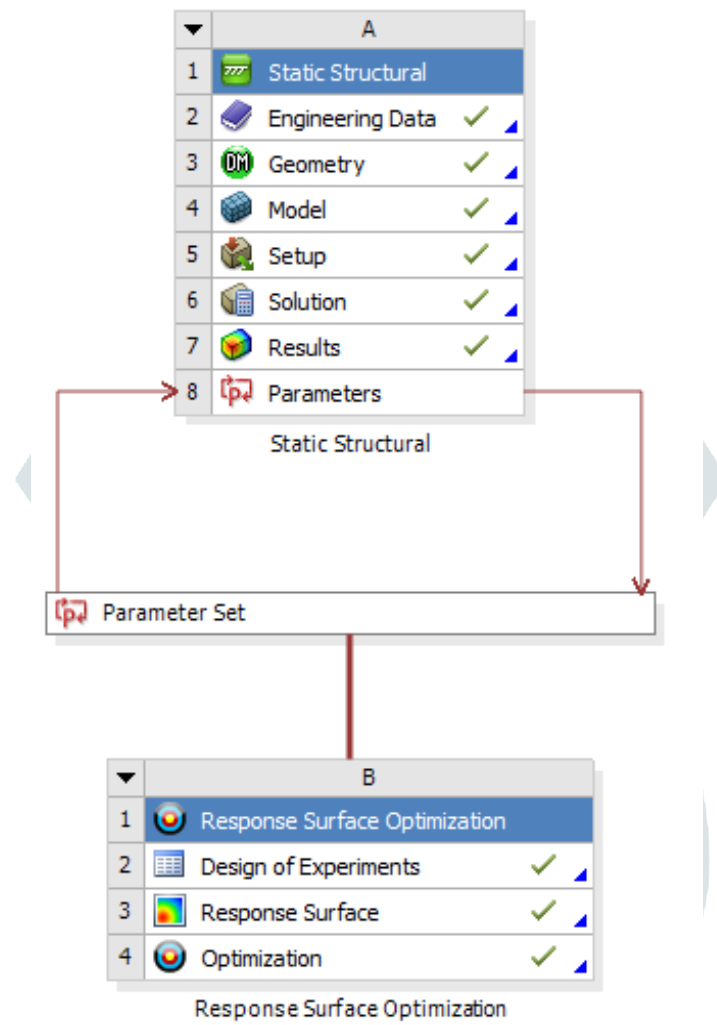 A
1 Static Structural
2 Engineering Data
3 DM Geometry
4 Model
5 Setup
6 Solution
7 Results
8 p Parameters
Static Structural
p Parameter Set
B
1 Response Surface Optimization
2 Design of Experiments
3 Response Surface
4 Optimization
Response Surface Optimization